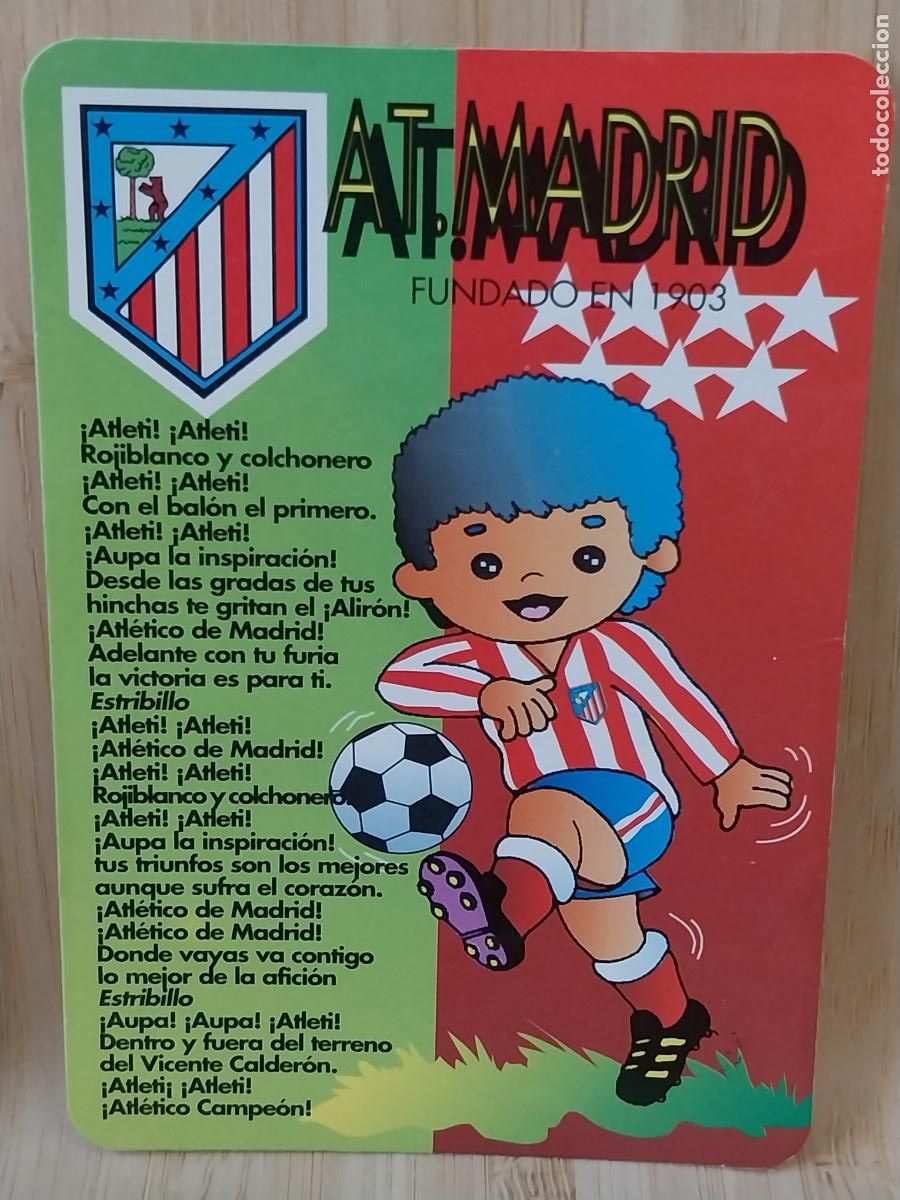 AT. MADRID
FUNDADO EN 1903
¡Atleti! ¡Atleti!
Rojiblanco y colchonero
¡Atleti! ¡Atleti!
Con el balón el primero.
¡Atleti! ¡Atleti!
¡Aupa la inspiración!
Desde las gradas de tus
hinchas te gritan el ¡Alirón!
¡Atlético de Madrid!
Adelante con tu furia
la victoria es para ti.
Estribillo
¡Atleti! ¡Atleti!
¡Atlético de Madrid!
¡Atleti! ¡Atleti!
Rojiblanco y colchonero.
¡Atleti! ¡Atleti!
¡Aupa la inspiración!
tus triunfos son los mejores
aunque sufra el corazón.
¡Atlético de Madrid!
¡Atlético de Madrid!
Donde vayas va contigo
lo mejor de la afición
Estribillo
¡Aupa! ¡Aupa! ¡Atleti!
Dentro y fuera del terreno
del Vicente Calderón.
¡Atleti¡ ¡Atleti!
¡Atlético Campeón!
todocoleccion